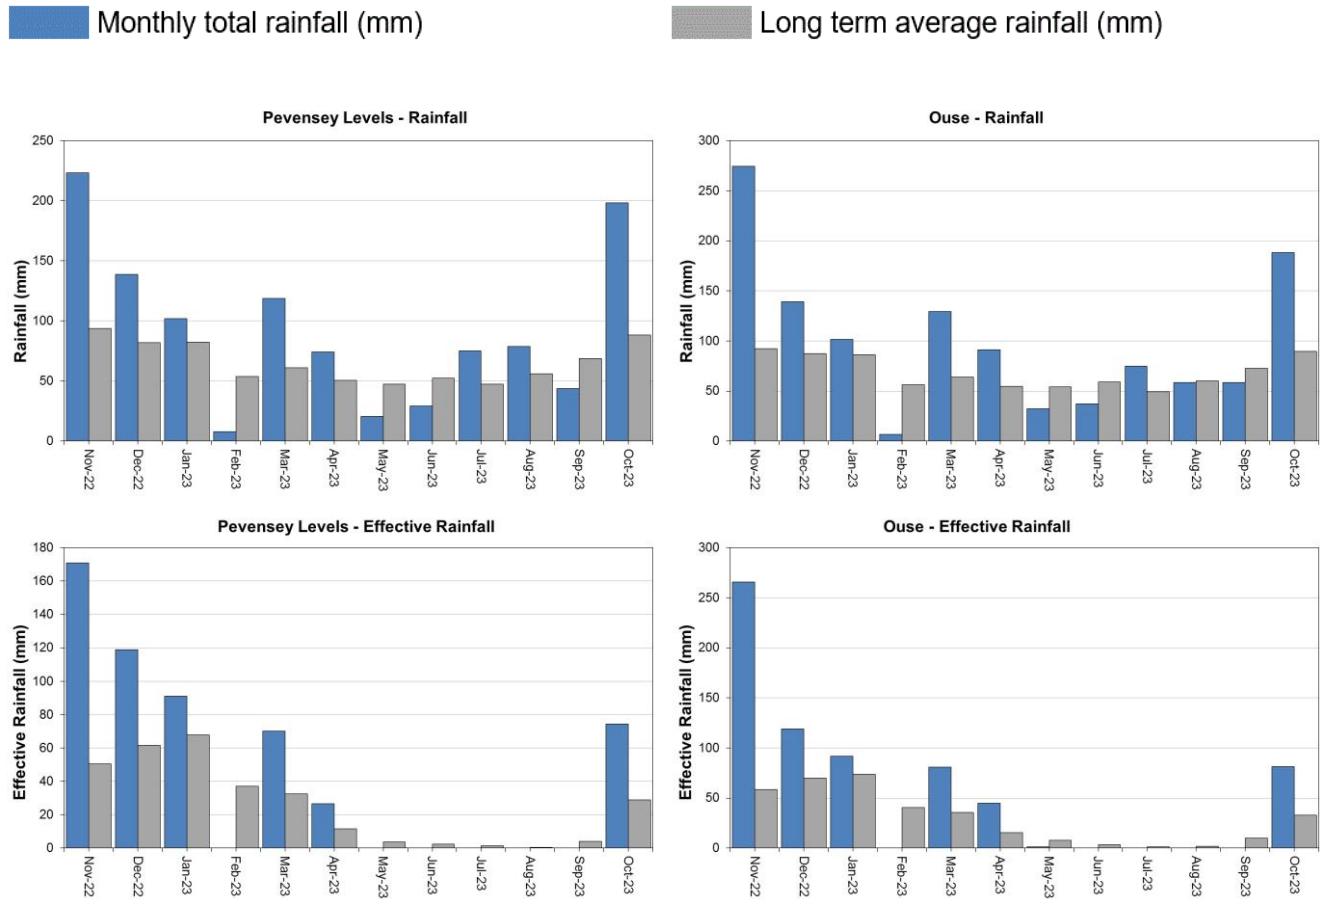 Monthly total rainfall (mm)
Long term average rainfall (mm)
Pevensey Levels - Rainfall
Rainfall (mm)
250
200
150
100
50
0
Nov-22
Dec-22
Jan-23
Feb-23
Mar-23
Apr-23
May-23
Jun-23
Jul-23
Aug-23
Sep-23
Oct-23
Ouse - Rainfall
Rainfall (mm)
300
250
200
150
100
50
0
Nov-22
Dec-22
Jan-23
Feb-23
Mar-23
Apr-23
May-23
Jun-23
Jul-23
Aug-23
Sep-23
Oct-23
Pevensey Levels - Effective Rainfall
Effective Rainfall (mm)
180
160
140
120
100
80
60
40
20
0
Nov-22
Dec-22
Jan-23
Feb-23
Mar-23
Apr-23
May-23
Jun-23
Jul-23
Aug-23
Sep-23
Oct-23
Ouse - Effective Rainfall
Effective Rainfall (mm)
300
250
200
150
100
50
0
Nov-22
Dec-22
Jan-23
Feb-23
Mar-23
Apr-23
May-23
Jun-23
Jul-23
Aug-23
Sep-23
Oct-23